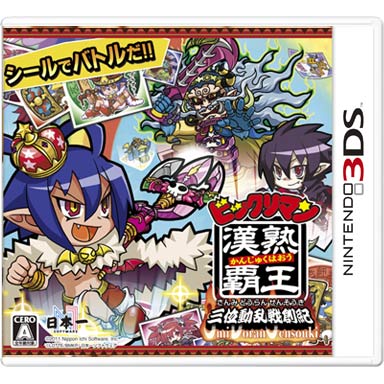 シールでバトルだ!!
NINTENDO 3DS
ビックリマン
漢熟
かんじゅくはおう
覇王
さんみどうらんせんそうき
三位動乱戦創記
CERO
A
日本一
SOFTWARE